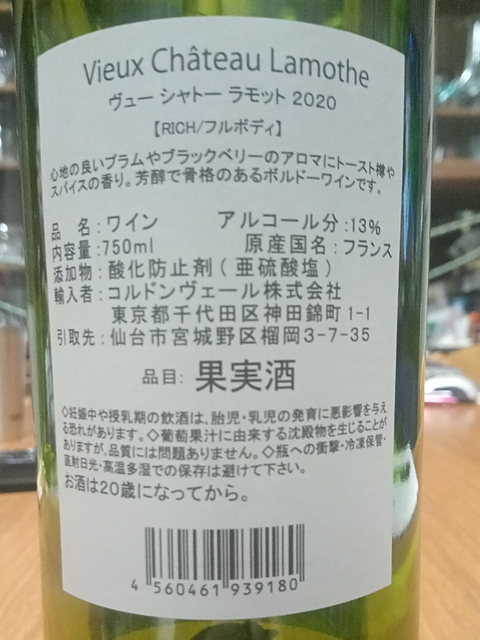 Vieux Château Lamothe
ヴュー シャトー ラモット 2020
【RICH/フルボディ】
心地の良いプラムやブラックベリーのアロマにトースト樽や
スパイスの香り。芳醇で骨格のあるボルドーワインです。
品　名:ワイン　アルコール分:13%
内容量:750ml　原産国名:フランス
添加物:酸化防止剤(亜硫酸塩)
輸入者:コルドンヴェール株式会社
東京都千代田区神田錦町1-1
引取先:仙台市宮城野区榴岡3-7-35
品目:果実酒
◇妊娠中や授乳期の飲酒は、胎児・乳児の発育に悪影響を与え
る恐れがあります。◇葡萄果汁に由来する沈殿物を生じることが
ありますが、品質には問題ありません。◇瓶への衝撃・冷凍保管・
直射日光・高温多湿での保存は避けて下さい。
お酒は20歳になってから。
4 560461 939180